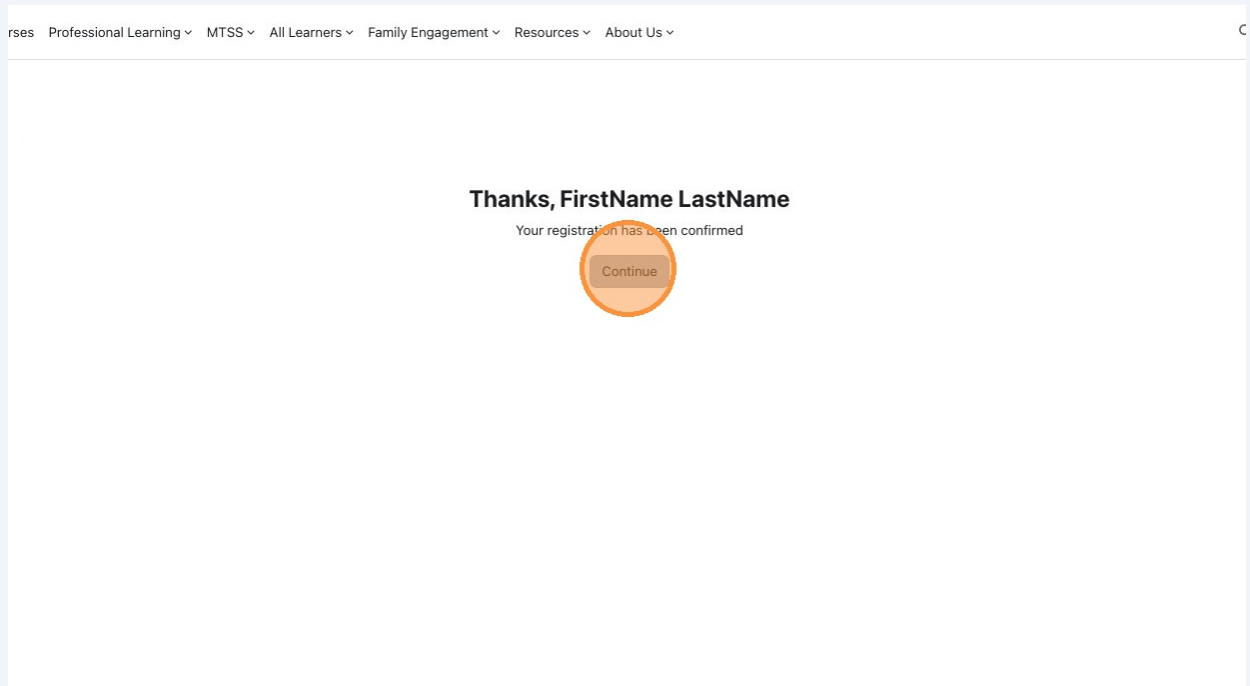 rses Professional Learning MTSS All Learners Family Engagement Resources About Us
Thanks, FirstName LastName
Your registration has been confirmed
Continue